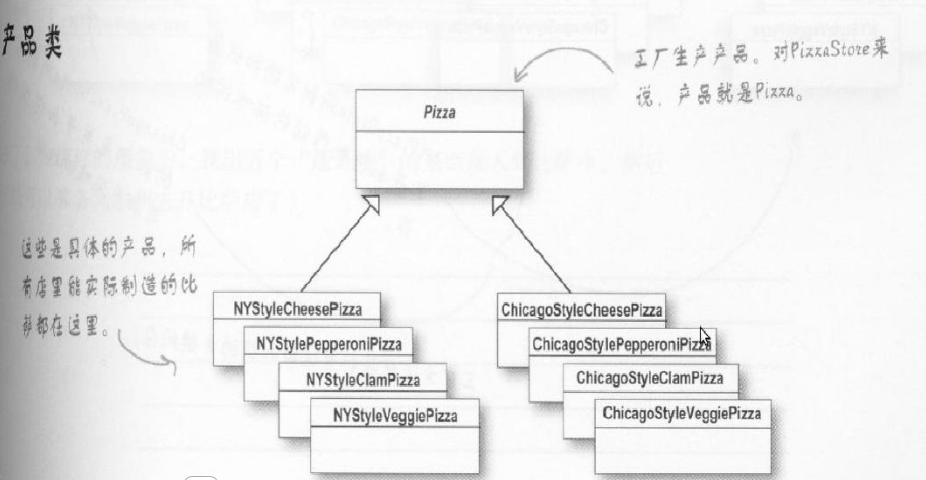 产品类
工厂生产产品。对PizzaStore来
说，产品就是Pizza。
Pizza
这些是具体的产品，所
有店里能实际制造的比
萨都在这里。
NYStyleCheesePizza
NYStylePepperoniPizza
NYStyleClamPizza
NYStyleVeggiePizza
ChicagoStyleCheesePizza
ChicagoStylePepperoniPizza
ChicagoStyleClamPizza
ChicagoStyleVeggiePizza